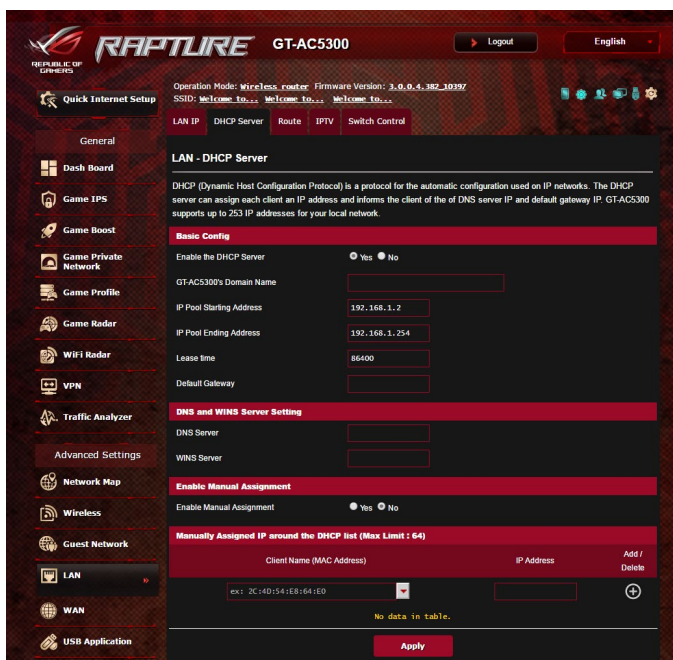 REPUBLIC OF
GAMERS
RAPTURE
GT-AC5300
Logout
English
Quick Internet Setup
Operation Mode: Wireless router Firmware Version: 3.0.0.4.382_10397
SSID: Welcome to... Welcome to... Welcome to...
LAN IP DHCP Server Route IPTV Switch Control
General
Dash Board
Game IPS
Game Boost
Game Private
Network
Game Profile
Game Radar
WiFi Radar
VPN
Traffic Analyzer
Advanced Settings
Network Map
Wireless
Guest Network
LAN
WAN
USB Application
LAN - DHCP Server
DHCP (Dynamic Host Configuration Protocol) is a protocol for the automatic configuration used on IP networks. The DHCP
server can assign each client an IP address and informs the client of the of DNS server IP and default gateway IP. GT-AC5300
supports up to 253 IP addresses for your local network.
Basic Config
Enable the DHCP Server Yes No
GT-AC5300's Domain Name
IP Pool Starting Address 192.168.1.2
IP Pool Ending Address 192.168.1.254
Lease time 86400
Default Gateway
DNS and WINS Server Setting
DNS Server
WINS Server
Enable Manual Assignment
Enable Manual Assignment Yes No
Manually Assigned IP around the DHCP list (Max Limit : 64)
Client Name (MAC Address) IP Address Add /
Delete
ex: 2C:4D:54:E8:64:E0
No data in table.
Apply